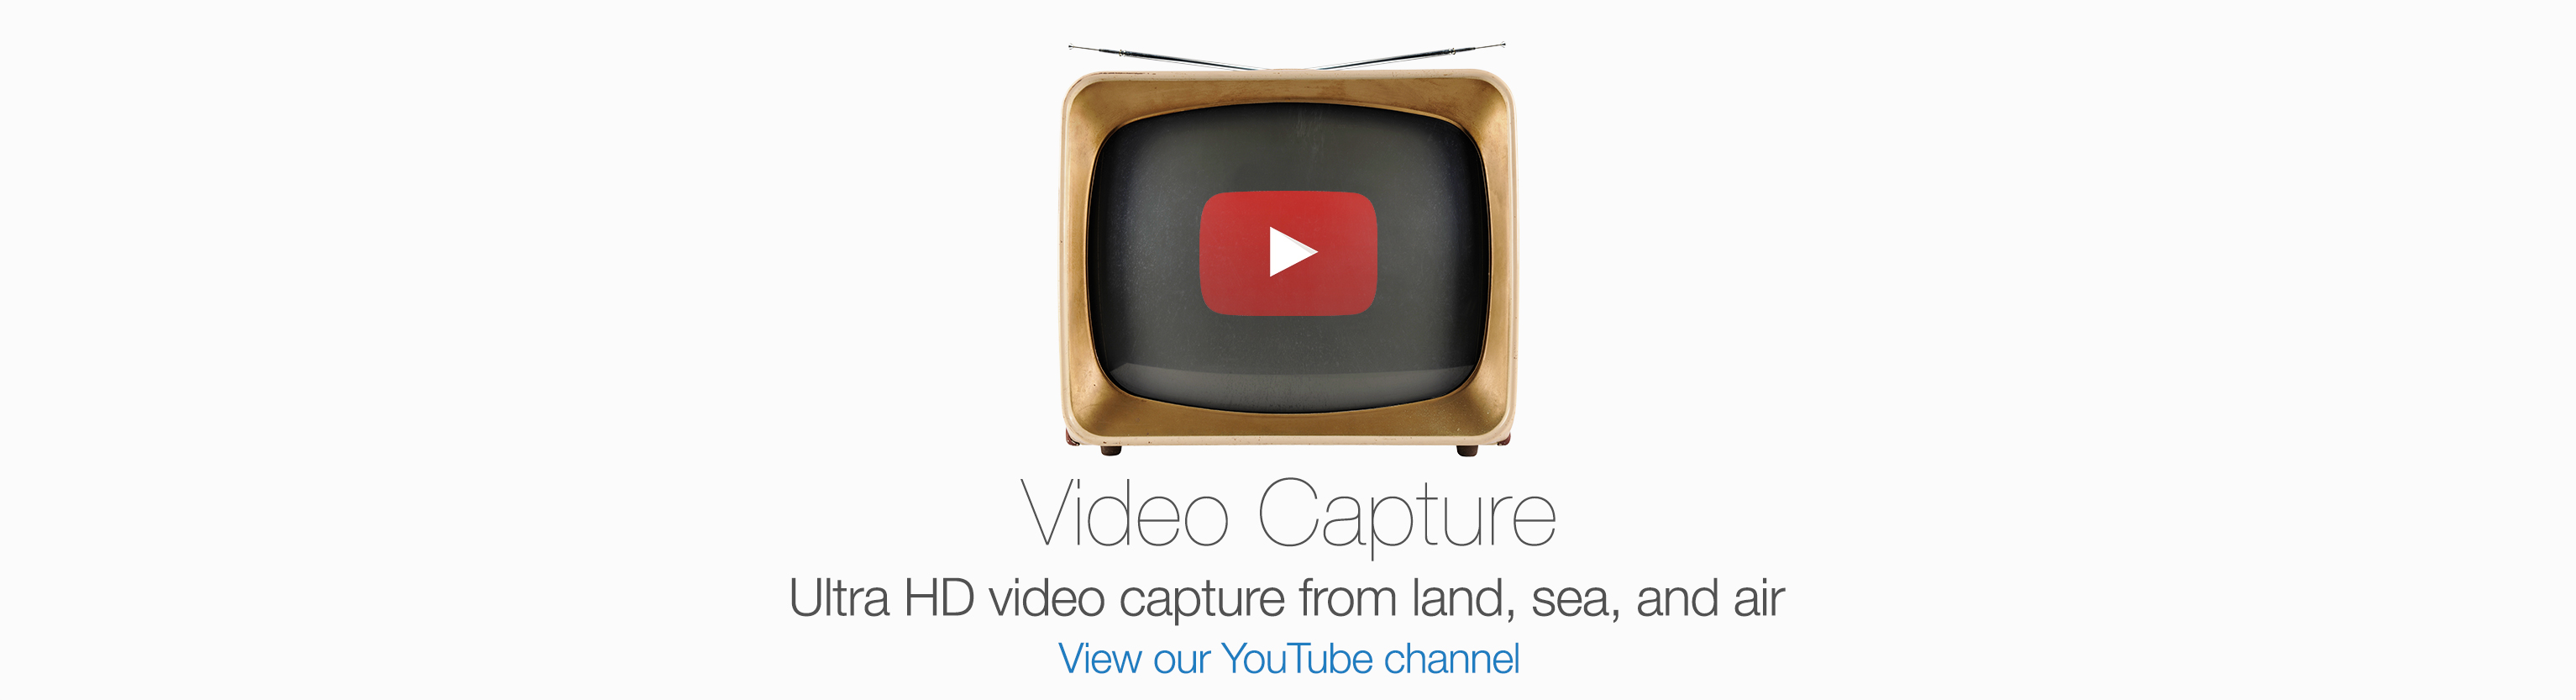 Video Capture
Ultra HD video capture from land, sea, and air
View our YouTube channel